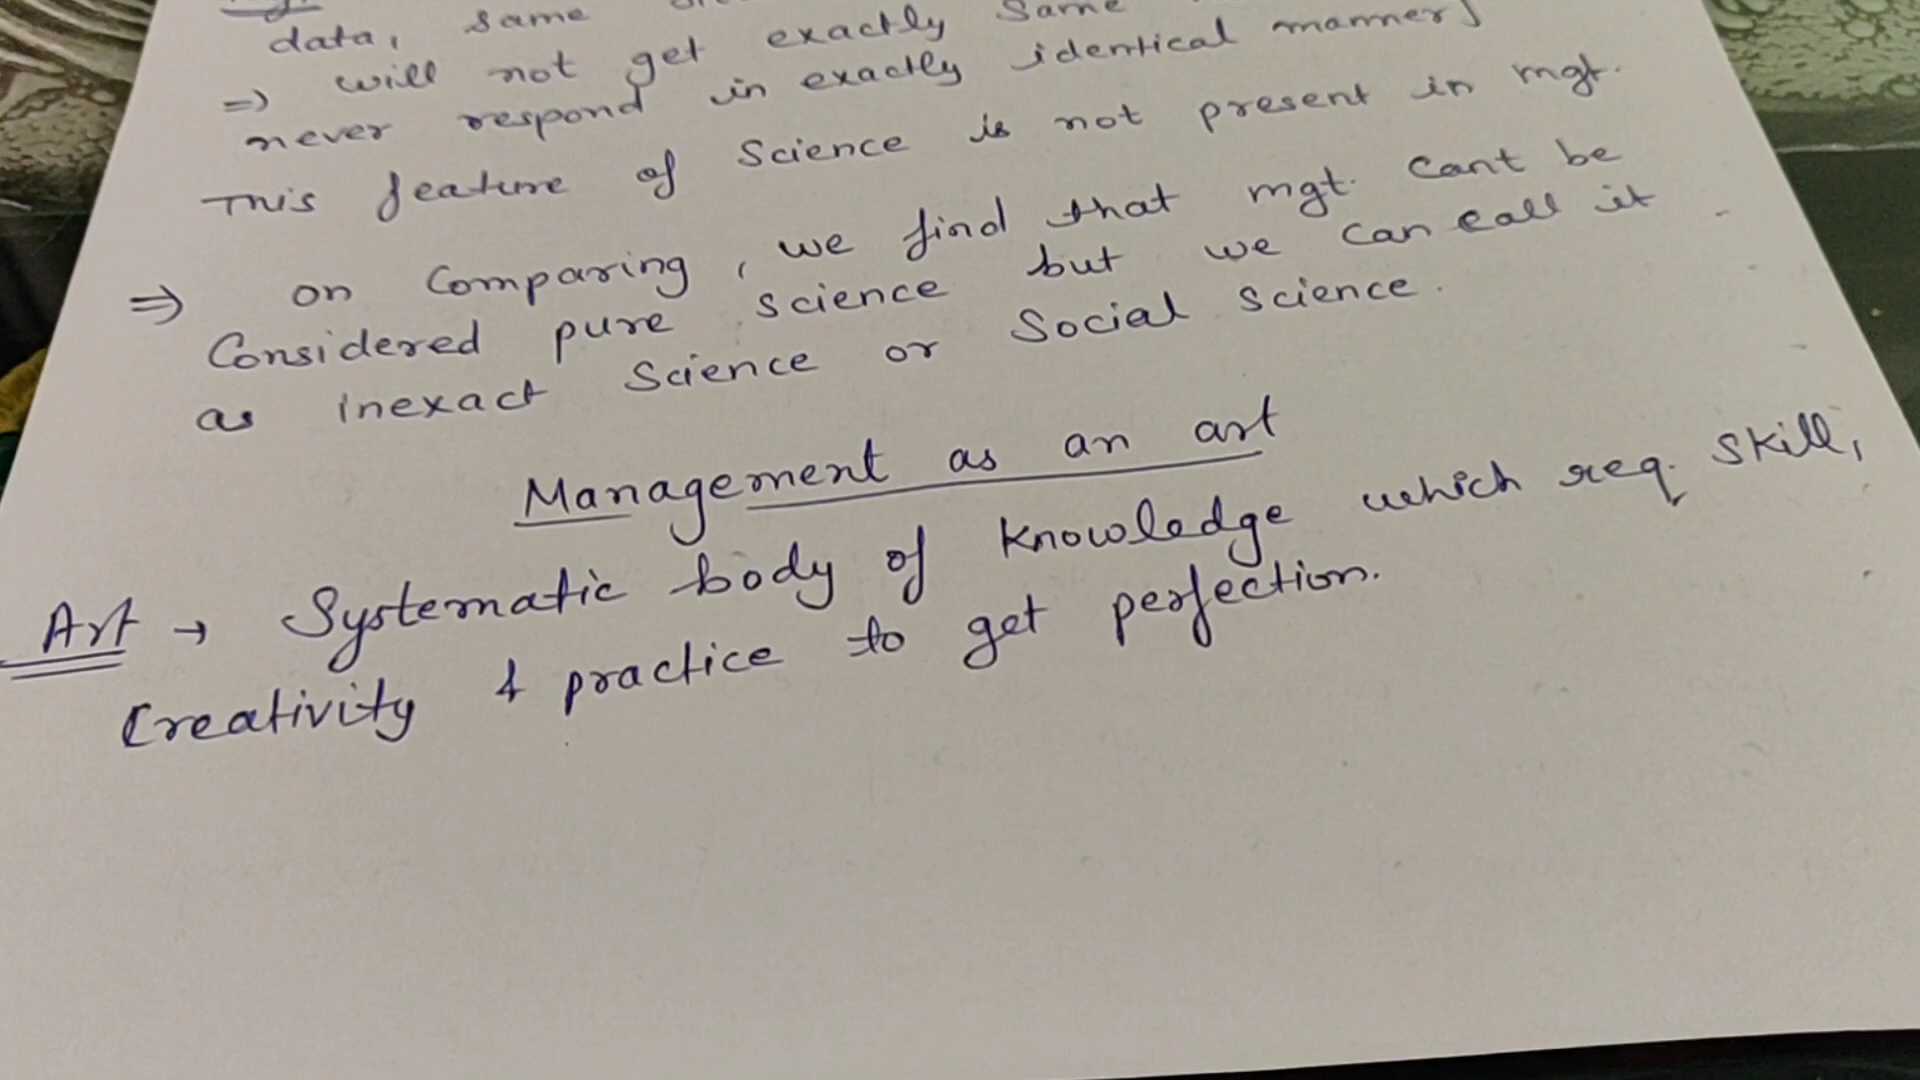 data, same
will not get exactly same
=> never respond in exactly identical manner]
This feature of Science is not present in mgt.
=> on Comparing, we find that mgt. Cant be
Considered pure science but we can call it
as inexact Science or Social Science.
Management as an art
Art → Systematic body of knowledge which req. skill,
Creativity & practice to get perfection.